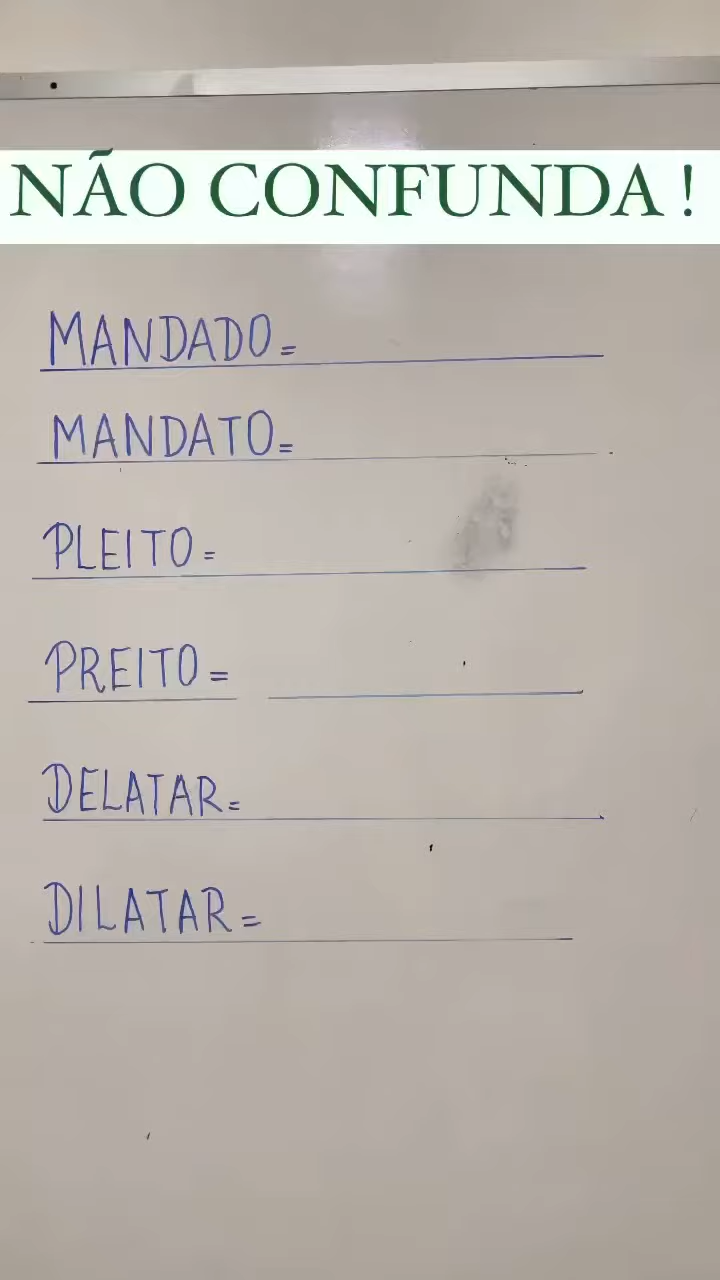 NÃO CONFUNDA!
MANDADO=
MANDATO=
PLEITO=
PREITO=
DELATAR=
DILATAR=